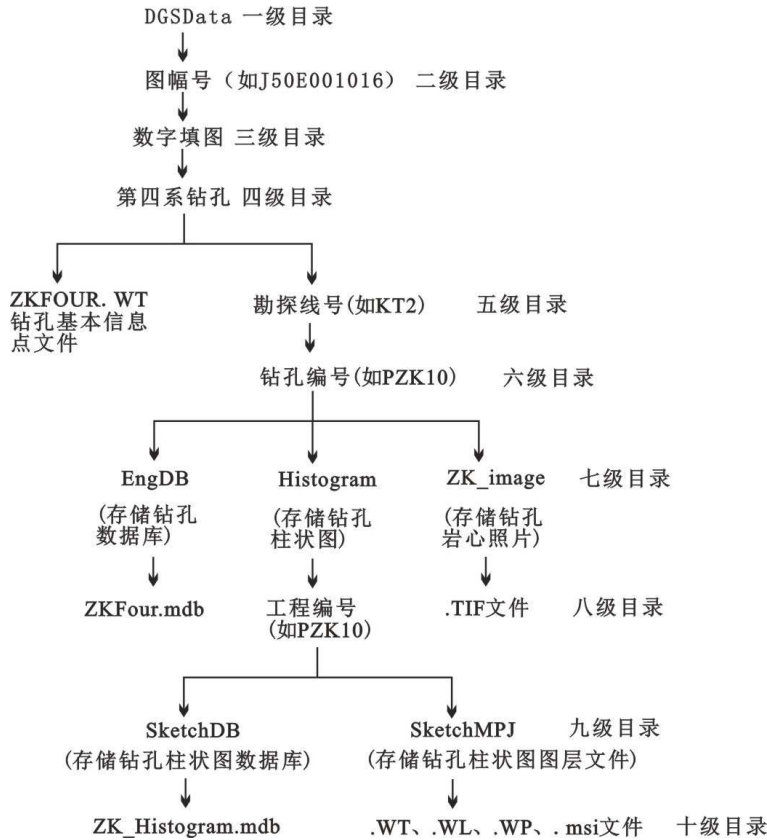 DGSData 一级目录
图幅号（如J50E001016） 二级目录
数字填图 三级目录
第四系钻孔 四级目录
ZKFOUR. WT
钻孔基本信息
点文件
勘探线号(如KT2) 五级目录
钻孔编号(如PZK10) 六级目录
EngDB Histogram ZK_image 七级目录
(存储钻孔 (存储钻孔 (存储钻孔
数据库) 柱状图) 岩心照片)
ZKFour.mdb 工程编号 .TIF文件 八级目录
(如PZK10)
SketchDB SketchMPJ 九级目录
(存储钻孔柱状图数据库) (存储钻孔柱状图图层文件)
ZK_Histogram.mdb .WT、.WL、.WP、. msi文件 十级目录